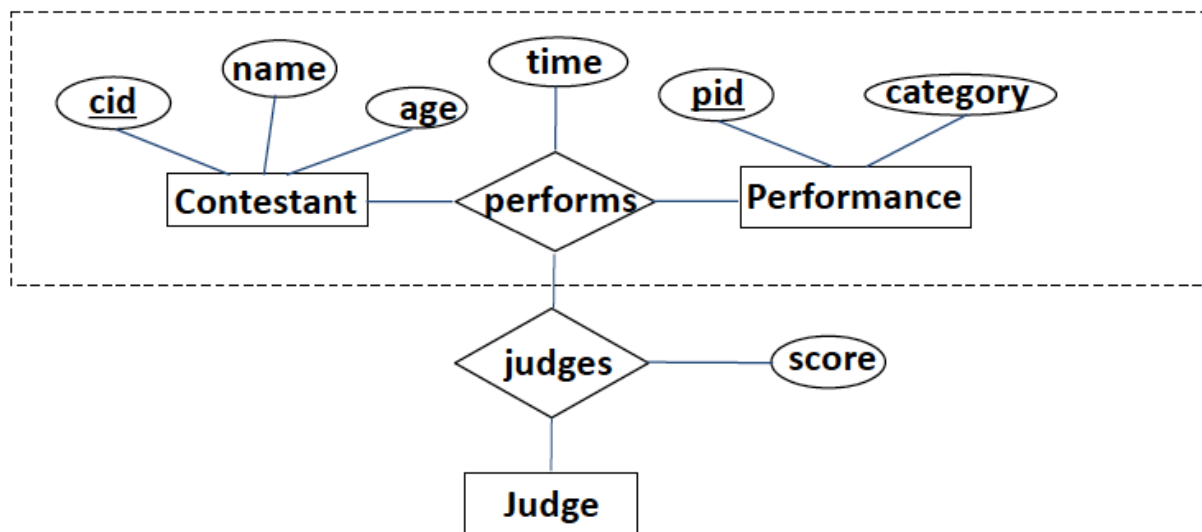 time
name
pid
category
cid
age
Contestant
performs
Performance
judges
score
Judge